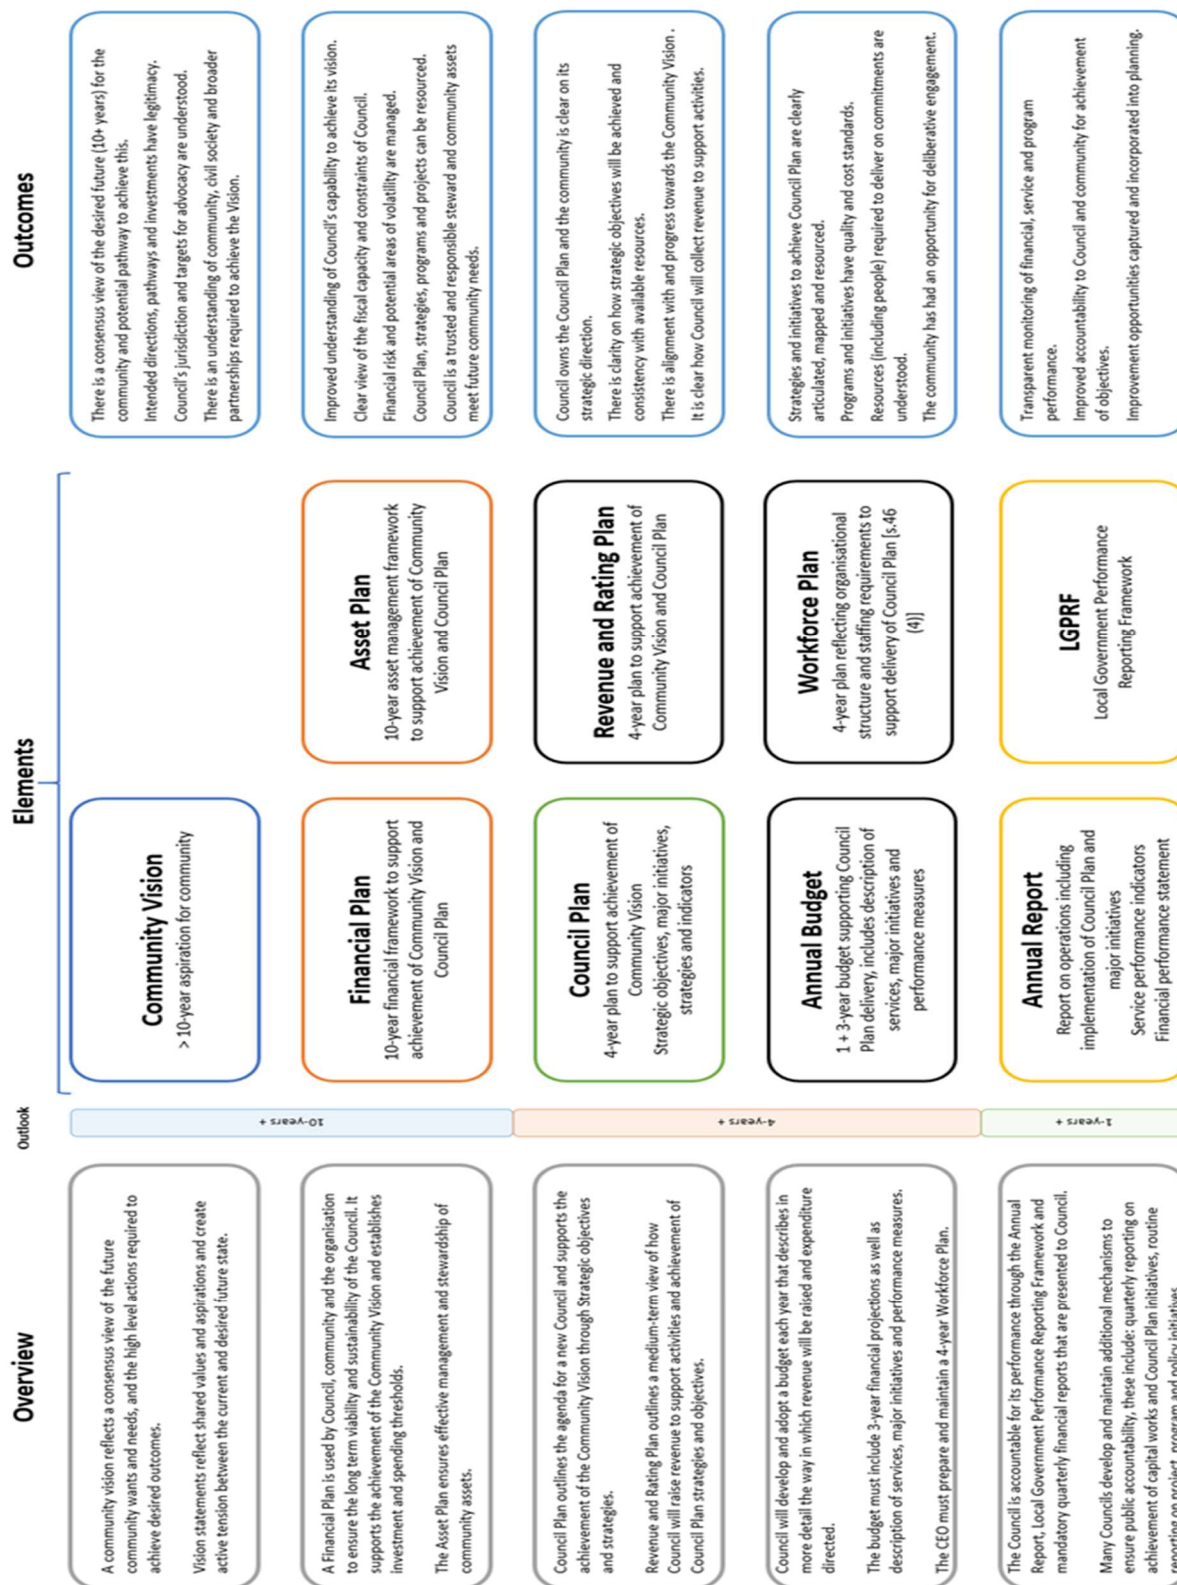 Overview
Outlook
Elements
Outcomes
A community vision reflects a consensus view of the future
community wants and needs, and the high level actions required to
achieve desired outcomes.
Vision statements reflect shared values and aspirations and create
active tension between the current and desired future state.
10-years +
Community Vision
> 10-year aspiration for community
There is a consensus view of the desired future (10+ years) for the
community and potential pathway to achieve this.
Intended directions, pathways and investments have legitimacy.
Council's jurisdiction and targets for advocacy are understood.
There is an understanding of community, civil society and broader
partnerships required to achieve the Vision.
A Financial Plan is used by Council, community and the organisation
to ensure the long term viability and sustainability of the Council. It
supports the achievement of the Community Vision and establishes
investment and spending thresholds.
The Asset Plan ensures effective management and stewardship of
community assets.
Financial Plan
10-year financial framework to support
achievement of Community Vision and
Council Plan
Asset Plan
10-year asset management framework
to support achievement of Community
Vision and Council Plan
Improved understanding of Council's capability to achieve its vision.
Clear view of the fiscal capacity and constraints of Council.
Financial risk and potential areas of volatility are managed.
Council Plan, strategies, programs and projects can be resourced.
Council is a trusted and responsible steward and community assets
meet future community needs.
Council Plan outlines the agenda for a new Council and supports the
achievement of the Community Vision through Strategic objectives
and strategies.
Revenue and Rating Plan outlines a medium-term view of how
Council will raise revenue to support activities and achievement of
Council Plan strategies and objectives.
4-years +
Council Plan
4-year plan to support achievement of
Community Vision
Strategic objectives, major initiatives,
strategies and indicators
Revenue and Rating Plan
4-year plan to support achievement of
Community Vision and Council Plan
Council owns the Council Plan and the community is clear on its
strategic direction.
There is clarity on how strategic objectives will be achieved and
consistency with available resources.
There is alignment with and progress towards the Community Vision .
It is clear how Council will collect revenue to support activities.
Council will develop and adopt a budget each year that describes in
more detail the way in which revenue will be raised and expenditure
directed.
The budget must include 3-year financial projections as well as
description of services, major initiatives and performance measures.
The CEO must prepare and maintain a 4-year Workforce Plan.
Annual Budget
1 + 3-year budget supporting Council
Plan delivery, includes description of
services, major initiatives and
performance measures
Workforce Plan
4-year plan reflecting organisational
structure and staffing requirements to
support delivery of Council Plan [s.46
(4)]
Strategies and initiatives to achieve Council Plan are clearly
articulated, mapped and resourced.
Programs and initiatives have quality and cost standards.
Resources (including people) required to deliver on commitments are
understood.
The community has had an opportunity for deliberative engagement.
The Council is accountable for its performance through the Annual
Report, Local Government Performance Reporting Framework and
mandatory quarterly financial reports that are presented to Council.
Many Councils develop and maintain additional mechanisms to
ensure public accountability, these include: quarterly reporting on
achievement of capital works and Council Plan initiatives, routine
reporting on project, program and policy initiatives
1-years +
Annual Report
Report on operations including
implementation of Council Plan and
major initiatives
Service performance indicators
Financial performance statement
LGPRF
Local Government Performance
Reporting Framework
Transparent monitoring of financial, service and program
performance.
Improved accountability to Council and community for achievement
of objectives.
Improvement opportunities captured and incorporated into planning.